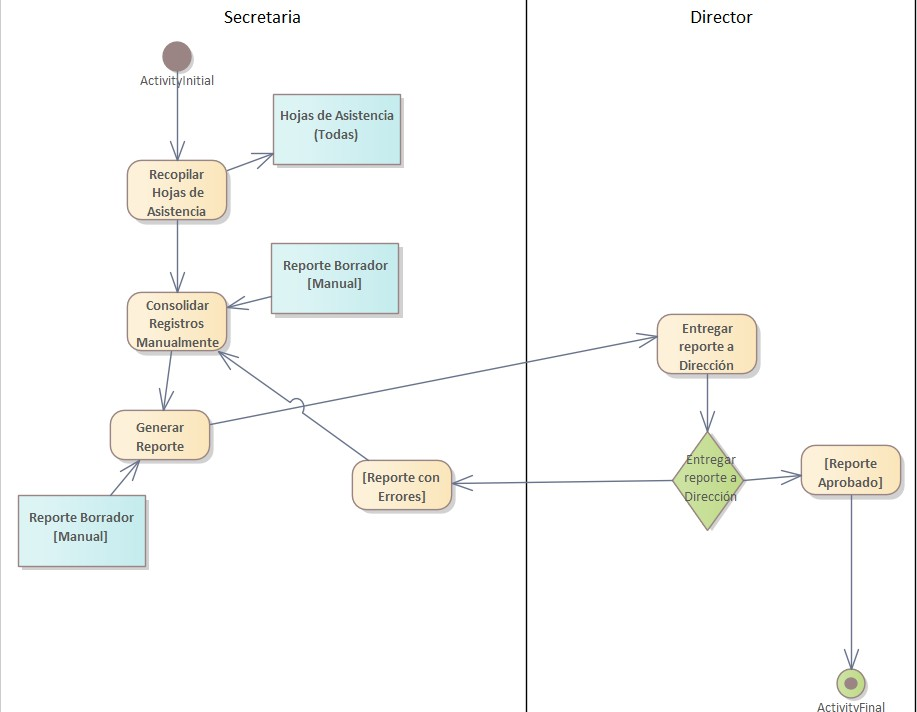 Secretaria
Director
ActivityInitial
Hojas de Asistencia
(Todas)
Recopilar
Hojas de
Asistencia
Reporte Borrador
[Manual]
Consolidar
Registros
Manualmente
Entregar
reporte a
Dirección
Generar
Reporte
[Reporte con
Errores]
Entregar
reporte a
Dirección
[Reporte
Aprobado]
Reporte Borrador
[Manual]
ActivityFinal